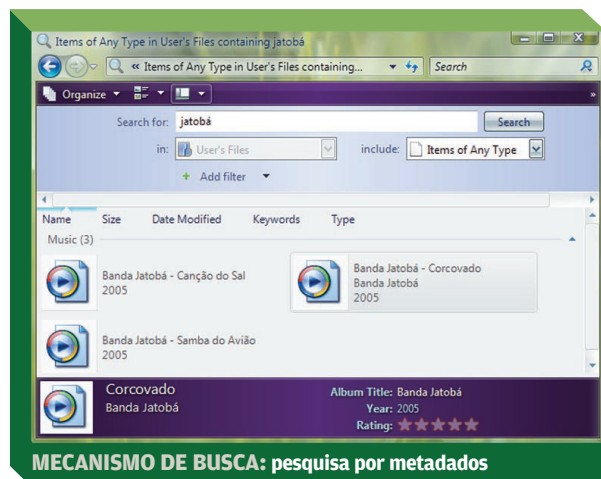 Items of Any Type in User's Files containing jatobá
« Items of Any Type in User's Files containing... Search
Organize »
Search for: jatobá Search
in: User's Files include: Items of Any Type
+ Add filter
Name Size Date Modified Keywords Type
Music (3)
Banda Jatobá - Canção do Sal
2005
Banda Jatobá - Corcovado
Banda Jatobá
2005
Banda Jatobá - Samba do Avião
2005
Corcovado
Banda Jatobá
Album Title: Banda Jatobá
Year: 2005
Rating:
MECANISMO DE BUSCA: pesquisa por metadados